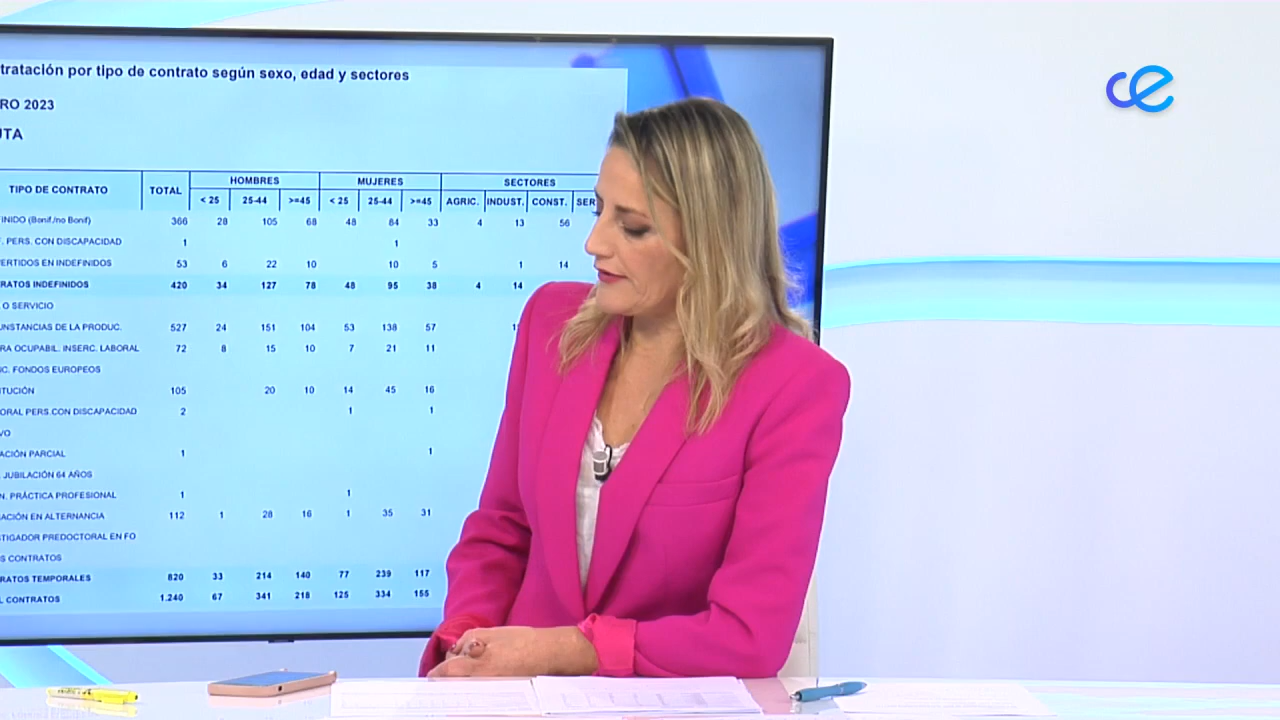 tratación por tipo de contrato según sexo, edad y sectores
RO 2023
UTA
TIPO DE CONTRATO TOTAL HOMBRES MUJERES SECTORES
< 25 25-44 >=45 < 25 25-44 >=45 AGRIC. INDUST. CONST. SER
FINIDO (Bonif./no Bonif) 366 28 105 68 48 84 33 4 13 56
. PERS. CON DISCAPACIDAD 1 1
ERTIDOS EN INDEFINIDOS 53 6 22 10 10 5 1 14
RATOS INDEFINIDOS 420 34 127 78 48 95 38 4 14
O SERVICIO
UNSTANCIAS DE LA PRODUC. 527 24 151 104 53 138 57
RA OCUPABIL. INSERC. LABORAL 72 8 15 10 7 21 11
C. FONDOS EUROPEOS
ITUCIÓN 105 20 10 14 45 16
ORAL PERS.CON DISCAPACIDAD 2 1 1
VO
ACIÓN PARCIAL 1 1
. JUBILACIÓN 64 AÑOS
N. PRÁCTICA PROFESIONAL 1 1
ACIÓN EN ALTERNANCIA 112 1 28 16 1 35 31
STIGADOR PREDOCTORAL EN FO
S CONTRATOS
RATOS TEMPORALES 820 33 214 140 77 239 117
L CONTRATOS 1.240 67 341 218 125 334 155
ce